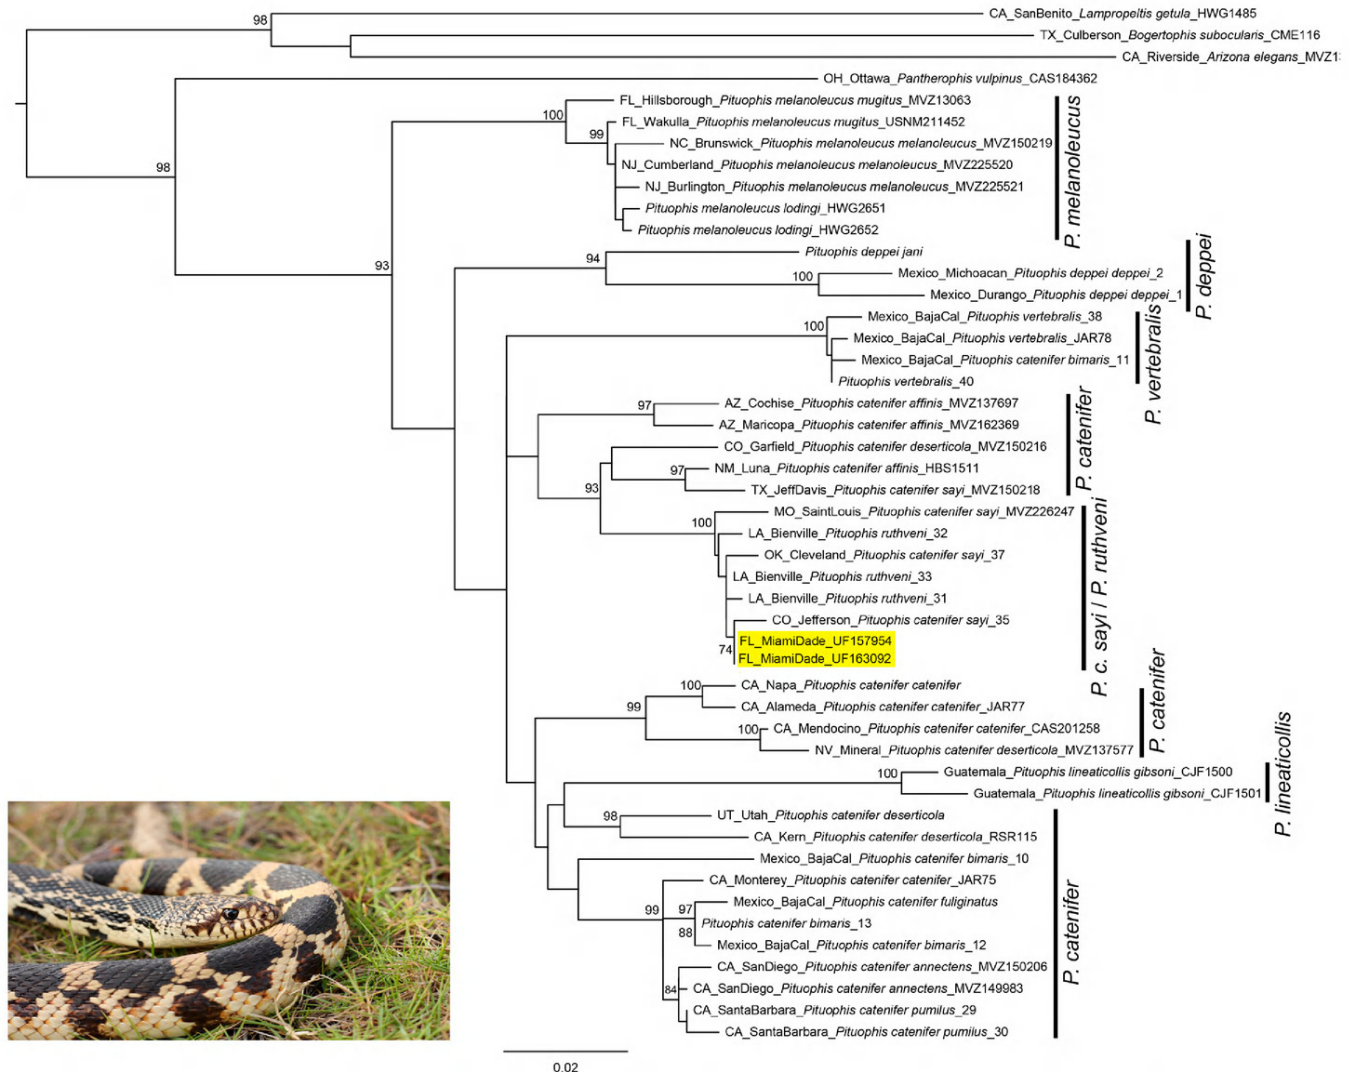 98
CA_SanBenito_Lampropeltis getula_HWG1485
TX_Culberson_Bogertophis subocularis_CME116
CA_Riverside_Arizona elegans_MVZ1
98
OH_Ottawa_Pantherophis vulpinus_CAS184362
93
100
FL_Hillsborough_Pituophis melanoleucus mugitus_MVZ13063
99
FL_Wakulla_Pituophis melanoleucus mugitus_USNM211452
NC_Brunswick_Pituophis melanoleucus melanoleucus_MVZ150219
NJ_Cumberland_Pituophis melanoleucus melanoleucus_MVZ225520
NJ_Burlington_Pituophis melanoleucus melanoleucus_MVZ225521
Pituophis melanoleucus lodingi_HWG2651
Pituophis melanoleucus lodingi_HWG2652
P. melanoleucus
94
Pituophis deppei jani
100
Mexico_Michoacan_Pituophis deppei deppei_2
Mexico_Durango_Pituophis deppei deppei_1
P. deppei
100
Mexico_BajaCal_Pituophis vertebralis_38
Mexico_BajaCal_Pituophis vertebralis_JAR78
Mexico_BajaCal_Pituophis catenifer bimaris_11
Pituophis vertebralis_40
P. vertebralis
97
AZ_Cochise_Pituophis catenifer affinis_MVZ137697
AZ_Maricopa_Pituophis catenifer affinis_MVZ162369
93
CO_Garfield_Pituophis catenifer deserticola_MVZ150216
97
NM_Luna_Pituophis catenifer affinis_HBS1511
TX_JeffDavis_Pituophis catenifer sayi_MVZ150218
P. catenifer
100
MO_SaintLouis_Pituophis catenifer sayi_MVZ226247
LA_Bienville_Pituophis ruthveni_32
OK_Cleveland_Pituophis catenifer sayi_37
LA_Bienville_Pituophis ruthveni_33
LA_Bienville_Pituophis ruthveni_31
CO_Jefferson_Pituophis catenifer sayi_35
74
FL_MiamiDade_UF157954
FL_MiamiDade_UF163092
P. c. sayi / P. ruthveni
99
100
CA_Napa_Pituophis catenifer catenifer
CA_Alameda_Pituophis catenifer catenifer_JAR77
100
CA_Mendocino_Pituophis catenifer catenifer_CAS201258
NV_Mineral_Pituophis catenifer deserticola_MVZ137577
P. catenifer
100
Guatemala_Pituophis lineaticollis gibsoni_CJF1500
Guatemala_Pituophis lineaticollis gibsoni_CJF1501
P. lineaticollis
98
UT_Utah_Pituophis catenifer deserticola
CA_Kern_Pituophis catenifer deserticola_RSR115
Mexico_BajaCal_Pituophis catenifer bimaris_10
99
CA_Monterey_Pituophis catenifer catenifer_JAR75
97
Mexico_BajaCal_Pituophis catenifer fuliginatus
Pituophis catenifer bimaris_13
88
Mexico_BajaCal_Pituophis catenifer bimaris_12
84
CA_SanDiego_Pituophis catenifer annectens_MVZ150206
CA_SanDiego_Pituophis catenifer annectens_MVZ149983
CA_SantaBarbara_Pituophis catenifer pumilus_29
CA_SantaBarbara_Pituophis catenifer pumilus_30
P. catenifer
0.02